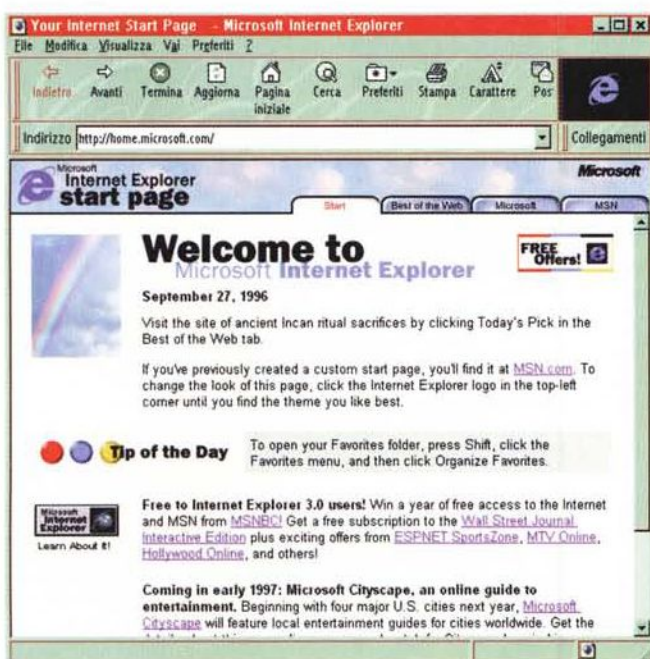 Your Internet Start Page - Microsoft Internet Explorer
File Modifica Visualizza Vai Preferiti ?
Indietro Avanti Termina Aggiorna Pagina iniziale Cerca Preferiti Stampa Carattere Pos
Indirizzo http://home.microsoft.com/ Collegamenti
Microsoft
Internet Explorer
start page
Microsoft
Start Best of the Web Microsoft MSN
Welcome to
Microsoft Internet Explorer
FREE
Offers!
September 27, 1996
Visit the site of ancient Incan ritual sacrifices by clicking Today's Pick in the
Best of the Web tab.
If you've previously created a custom start page, you'll find it at MSN.com. To
change the look of this page, click the Internet Explorer logo in the top-left
corner until you find the theme you like best.
Tip of the Day
To open your Favorites folder, press Shift, click the
Favorites menu, and then click Organize Favorites.
Microsoft
Internet
Explorer
Learn About It!
Free to Internet Explorer 3.0 users! Win a year of free access to the Internet
and MSN from MSNBC! Get a free subscription to the Wall Street Journal
Interactive Edition plus exciting offers from ESPNET SportsZone, MTV Online,
Hollywood Online, and others!
Coming in early 1997: Microsoft Cityscape, an online guide to
entertainment. Beginning with four major U.S. cities next year, Microsoft
Cityscape will feature local entertainment guides for cities worldwide. Get the